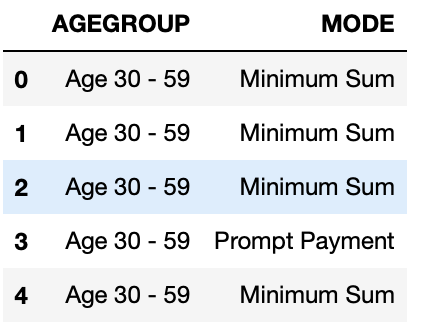 AGEGROUP MODE
0 Age 30 - 59 Minimum Sum
1 Age 30 - 59 Minimum Sum
2 Age 30 - 59 Minimum Sum
3 Age 30 - 59 Prompt Payment
4 Age 30 - 59 Minimum Sum